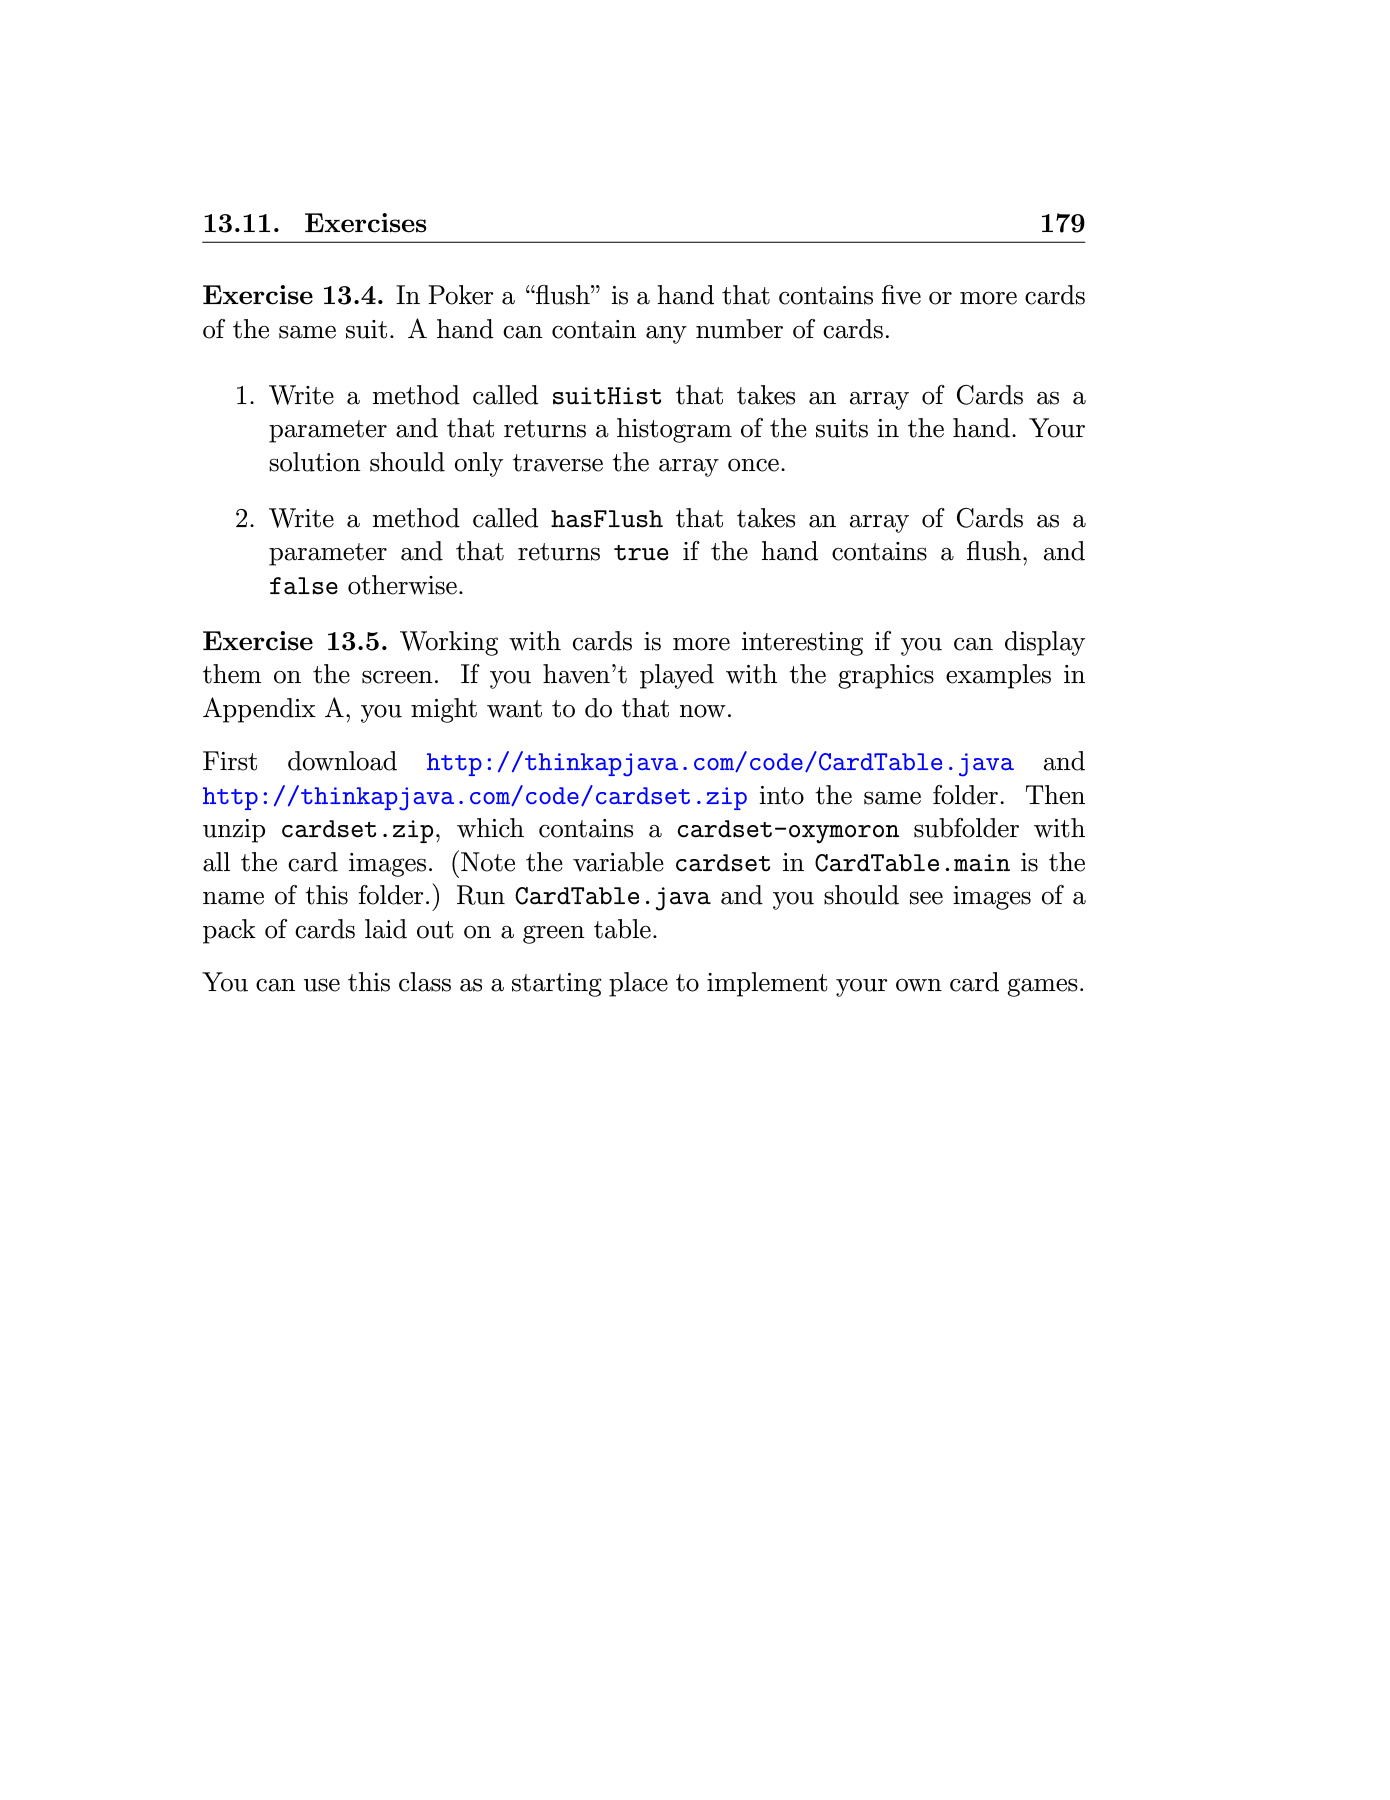 13.11. Exercises 179
Exercise 13.4. In Poker a “flush” is a hand that contains five or more cards
of the same suit. A hand can contain any number of cards.
1. Write a method called suitHist that takes an array of Cards as a
parameter and that returns a histogram of the suits in the hand. Your
solution should only traverse the array once.
2. Write a method called hasFlush that takes an array of Cards as a
parameter and that returns true if the hand contains a flush, and
false otherwise.
Exercise 13.5. Working with cards is more interesting if you can display
them on the screen. If you haven’t played with the graphics examples in
Appendix A, you might want to do that now.
First download http://thinkapjava.com/code/CardTable.java and
http://thinkapjava.com/code/cardset.zip into the same folder. Then
unzip cardset.zip, which contains a cardset-oxymoron subfolder with
all the card images. (Note the variable cardset in CardTable.main is the
name of this folder.) Run CardTable.java and you should see images of a
pack of cards laid out on a green table.
You can use this class as a starting place to implement your own card games.